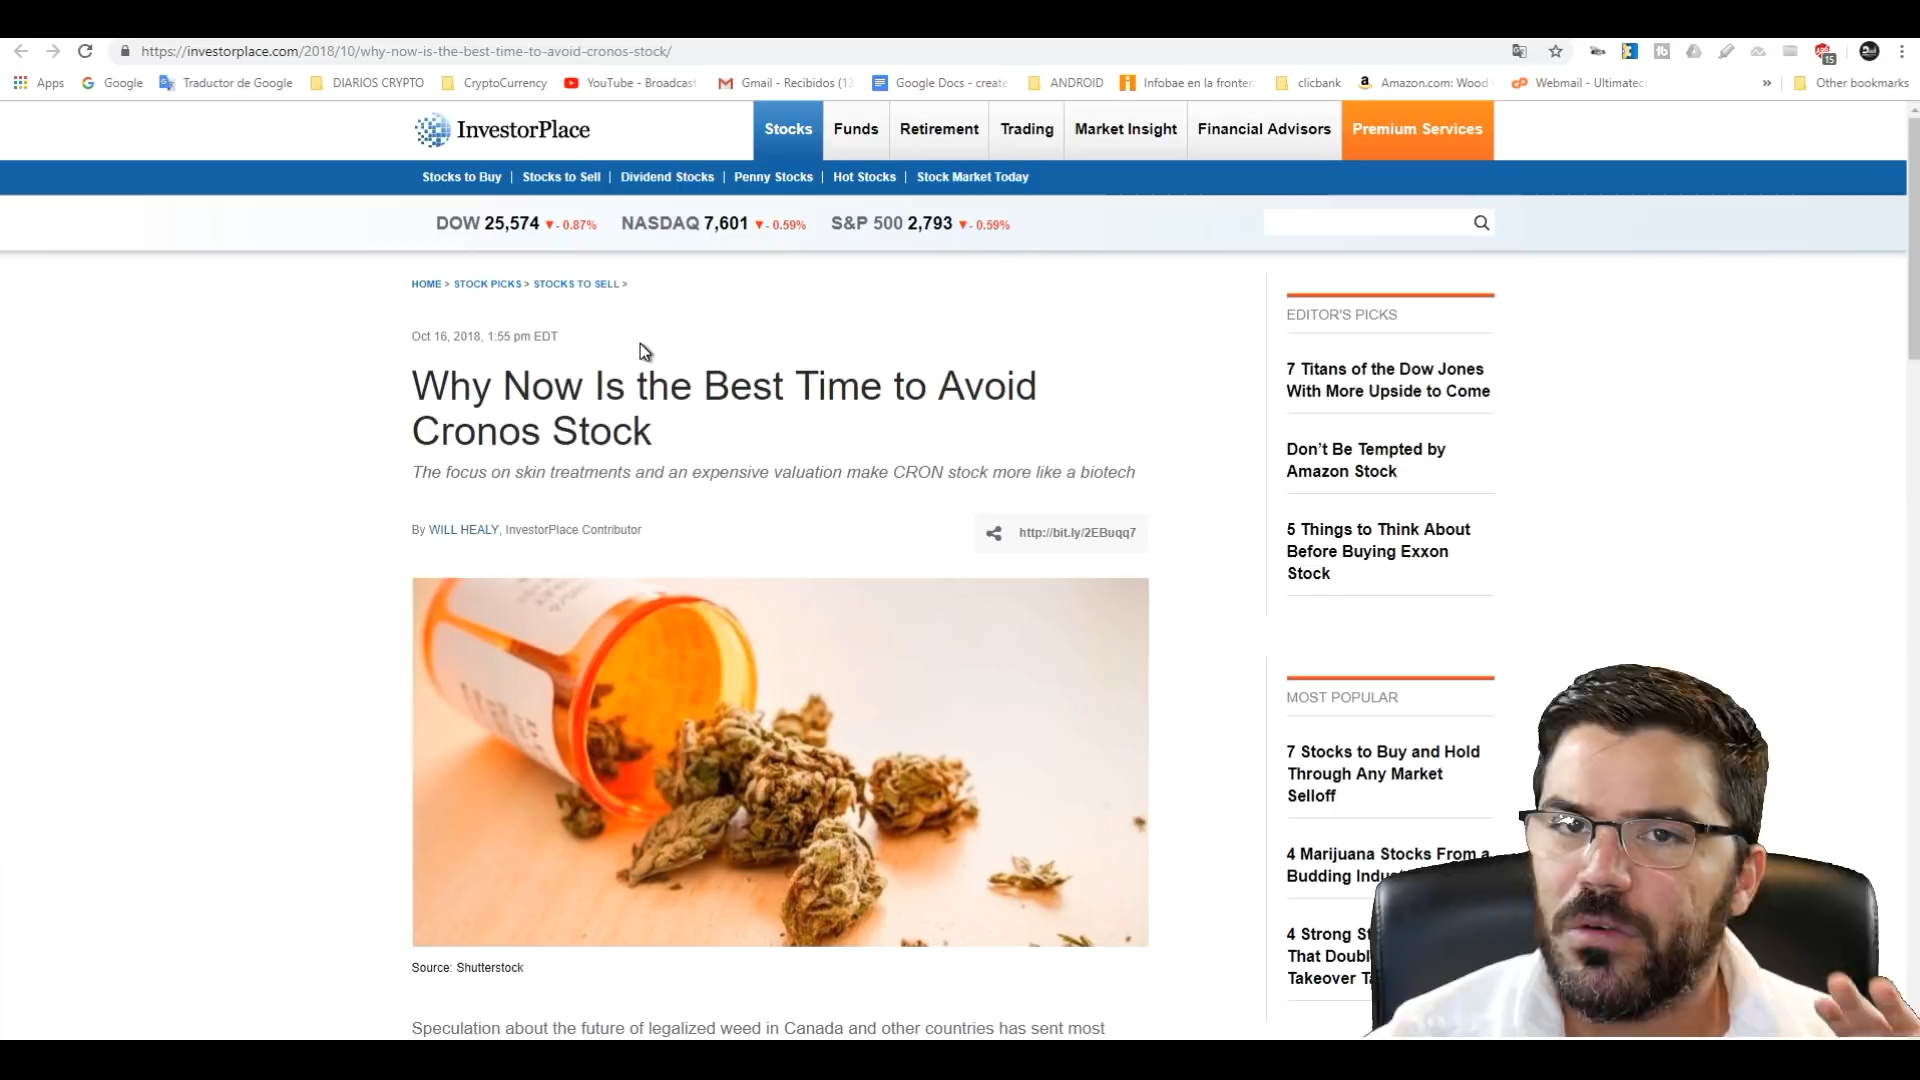 https://investorplace.com/2018/10/why-now-is-the-best-time-to-avoid-cronos-stock/
15
Apps Google Traductor de Google DIARIOS CRYPTO CryptoCurrency YouTube - Broadcast Gmail - Recibidos (13 Google Docs - create ANDROID Infobae en la fronter clicbank Amazon.com: Wood Webmail - Ultimate » Other bookmarks
InvestorPlace Stocks Funds Retirement Trading Market Insight Financial Advisors Premium Services
Stocks to Buy | Stocks to Sell | Dividend Stocks | Penny Stocks | Hot Stocks | Stock Market Today
DOW 25,574 ▼- 0.87% NASDAQ 7,601 ▼- 0.59% S&P 500 2,793 ▼- 0.59%
HOME > STOCK PICKS > STOCKS TO SELL >
Oct 16, 2018, 1:55 pm EDT
Why Now Is the Best Time to Avoid
Cronos Stock
The focus on skin treatments and an expensive valuation make CRON stock more like a biotech
By WILL HEALY, InvestorPlace Contributor
http://bit.ly/2EBuqq7
Source: Shutterstock
Speculation about the future of legalized weed in Canada and other countries has sent most
EDITOR'S PICKS
7 Titans of the Dow Jones
With More Upside to Come
Don't Be Tempted by
Amazon Stock
5 Things to Think About
Before Buying Exxon
Stock
MOST POPULAR
7 Stocks to Buy and Hold
Through Any Market
Selloff
4 Marijuana Stocks From a
Budding
4 Strong
That
Takeover